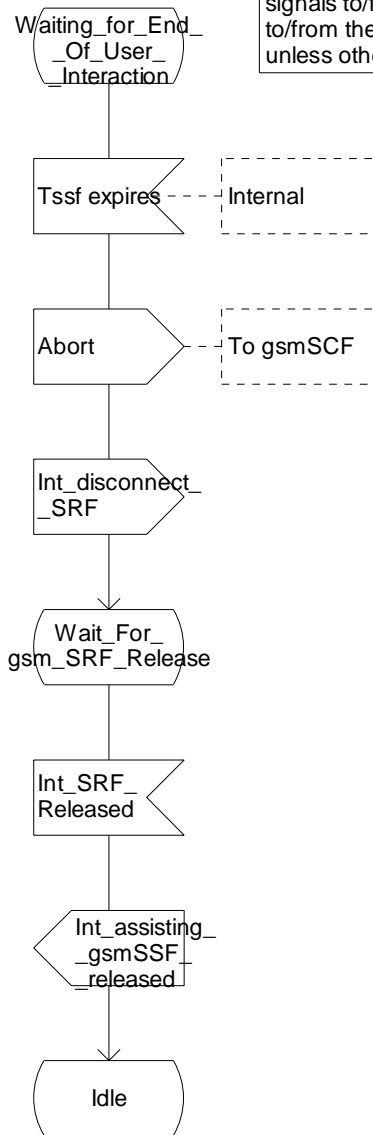 signals to/f
to/from the
unless othe
Waiting_for_End_
_Of_User_
_Interaction
Tssf expires
Internal
Abort
To gsmSCF
Int_disconnect_
_SRF
Wait_For_
gsm_SRF_Release
Int_SRF_
Released
Int_assisting_
_gsmSSF_
_released
Idle